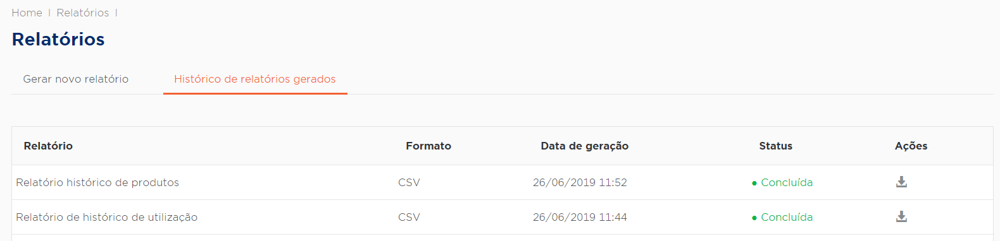 Home | Relatórios |
Relatórios
Gerar novo relatório Histórico de relatórios gerados
Relatório Formato Data de geração Status Ações
Relatório histórico de produtos CSV 26/06/2019 11:52 • Concluída
Relatório de histórico de utilização CSV 26/06/2019 11:44 • Concluída